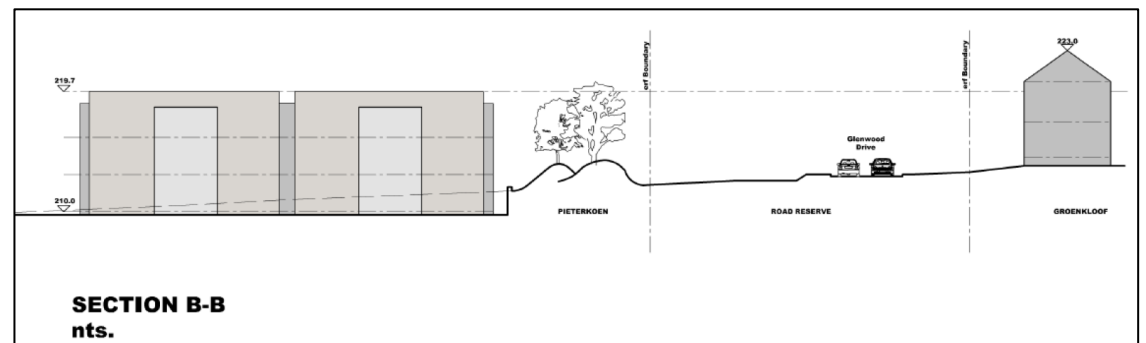 223.0
erf Boundary
erf Boundary
219.7
Glenwood
Drive
210.0
PIETERKOEN
ROAD RESERVE
GROENKLOOF
SECTION B-B
nts.